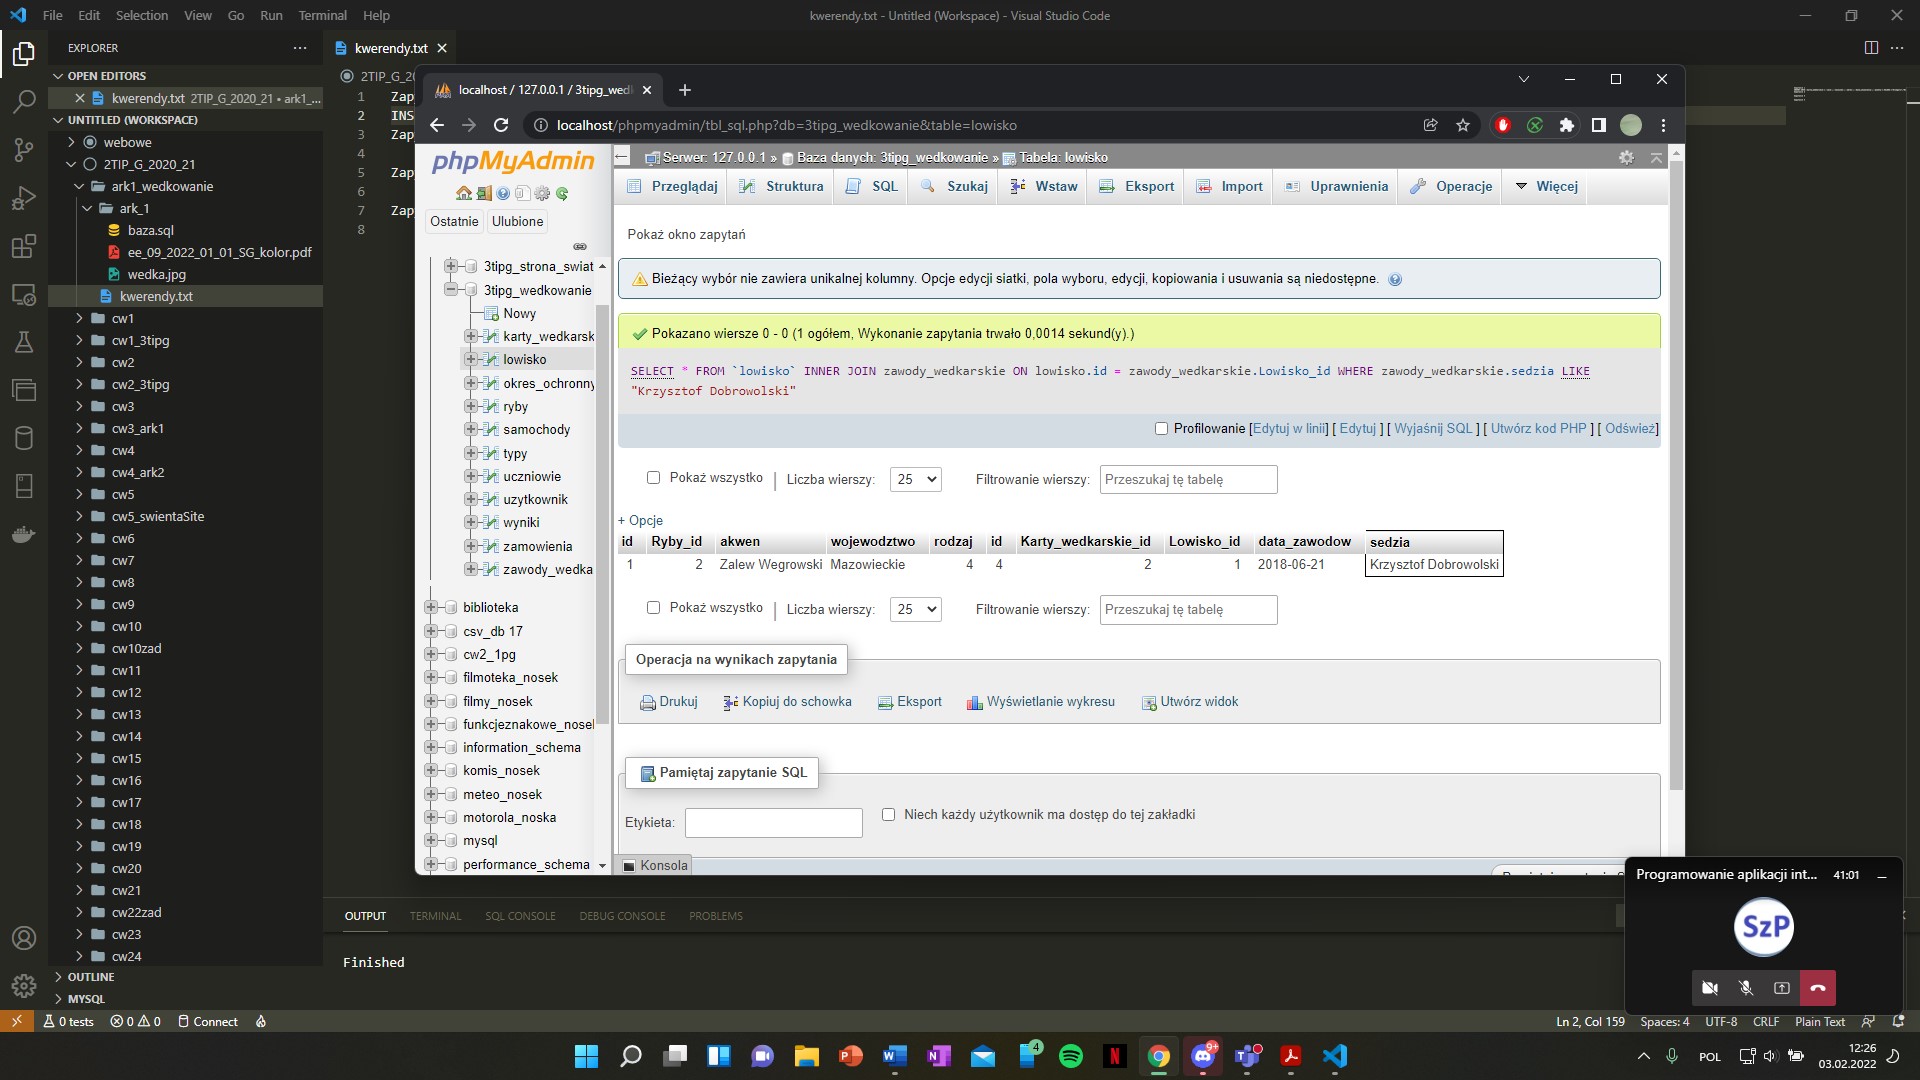 File Edit Selection View Go Run Terminal Help
kwerendy.txt - Untitled (Workspace) - Visual Studio Code
EXPLORER
OPEN EDITORS
kwerendy.txt 2TIP_G_2020_21 • ark1_...
UNTITLED (WORKSPACE)
webowe
2TIP_G_2020_21
ark1_wedkowanie
ark_1
baza.sql
ee_09_2022_01_01_SG_kolor.pdf
wedka.jpg
kwerendy.txt
cw1
cw1_3tipg
cw2
cw2_3tipg
cw3
cw3_ark1
cw4
cw4_ark2
cw5
cw5_swientaSite
cw6
cw7
cw8
cw9
cw10
cw10zad
cw11
cw12
cw13
cw14
cw15
cw16
cw17
cw18
cw19
cw20
cw21
cw22zad
cw23
cw24
OUTLINE
MYSQL
kwerendy.txt
2TIP_G_20
1 Zap
2 INS
3 Zap
4
5 Zap
6
7 Zap
8
localhost / 127.0.0.1 / 3tipg_wed
localhost/phpmyadmin/tbl_sql.php?db=3tipg_wedkowanie&table=lowisko
phpMyAdmin
Ostatnie Ulubione
3tipg_strona_swiat
3tipg_wedkowanie
Nowy
karty_wedkarsk
lowisko
okres_ochronny
ryby
samochody
typy
uczniowie
uzytkownik
wyniki
zamowienia
zawody_wedka
biblioteka
csv_db 17
cw2_1pg
filmoteka_nosek
filmy_nosek
funkcjeznakowe_nosek
information_schema
komis_nosek
meteo_nosek
motorola_noska
mysql
performance_schema
Serwer: 127.0.0.1 » Baza danych: 3tipg_wedkowanie » Tabela: lowisko
Przeglądaj Struktura SQL Szukaj Wstaw Eksport Import Uprawnienia Operacje Więcej
Pokaż okno zapytań
Bieżący wybór nie zawiera unikalnej kolumny. Opcje edycji siatki, pola wyboru, edycji, kopiowania i usuwania są niedostępne.
Pokazano wiersze 0 - 0 (1 ogółem, Wykonanie zapytania trwało 0,0014 sekund(y).)
SELECT * FROM `lowisko` INNER JOIN zawody_wedkarskie ON lowisko.id = zawody_wedkarskie.Lowisko_id WHERE zawody_wedkarskie.sedzia LIKE
"Krzysztof Dobrowolski"
Profilowanie [Edytuj w linii] [ Edytuj ] [ Wyjaśnij SQL ] [ Utwórz kod PHP ] [ Odśwież]
Pokaż wszystko | Liczba wierszy: 25 Filtrowanie wierszy: Przeszukaj tę tabelę
+ Opcje
id Ryby_id akwen wojewodztwo rodzaj id Karty_wedkarskie_id Lowisko_id data_zawodow sedzia
1 2 Zalew Wegrowski Mazowieckie 4 4 2 1 2018-06-21 Krzysztof Dobrowolski
Pokaż wszystko | Liczba wierszy: 25 Filtrowanie wierszy: Przeszukaj tę tabelę
Operacja na wynikach zapytania
Drukuj Kopiuj do schowka Eksport Wyświetlanie wykresu Utwórz widok
Pamiętaj zapytanie SQL
Etykieta: Niech każdy użytkownik ma dostęp do tej zakładki
Konsola
OUTPUT TERMINAL SQL CONSOLE DEBUG CONSOLE PROBLEMS
Finished
Programowanie aplikacji int... 41:01
SzP
0 tests 0 0 Connect
Ln 2, Col 159 Spaces: 4 UTF-8 CRLF Plain Text
4
9+
POL
12:26
03.02.2022